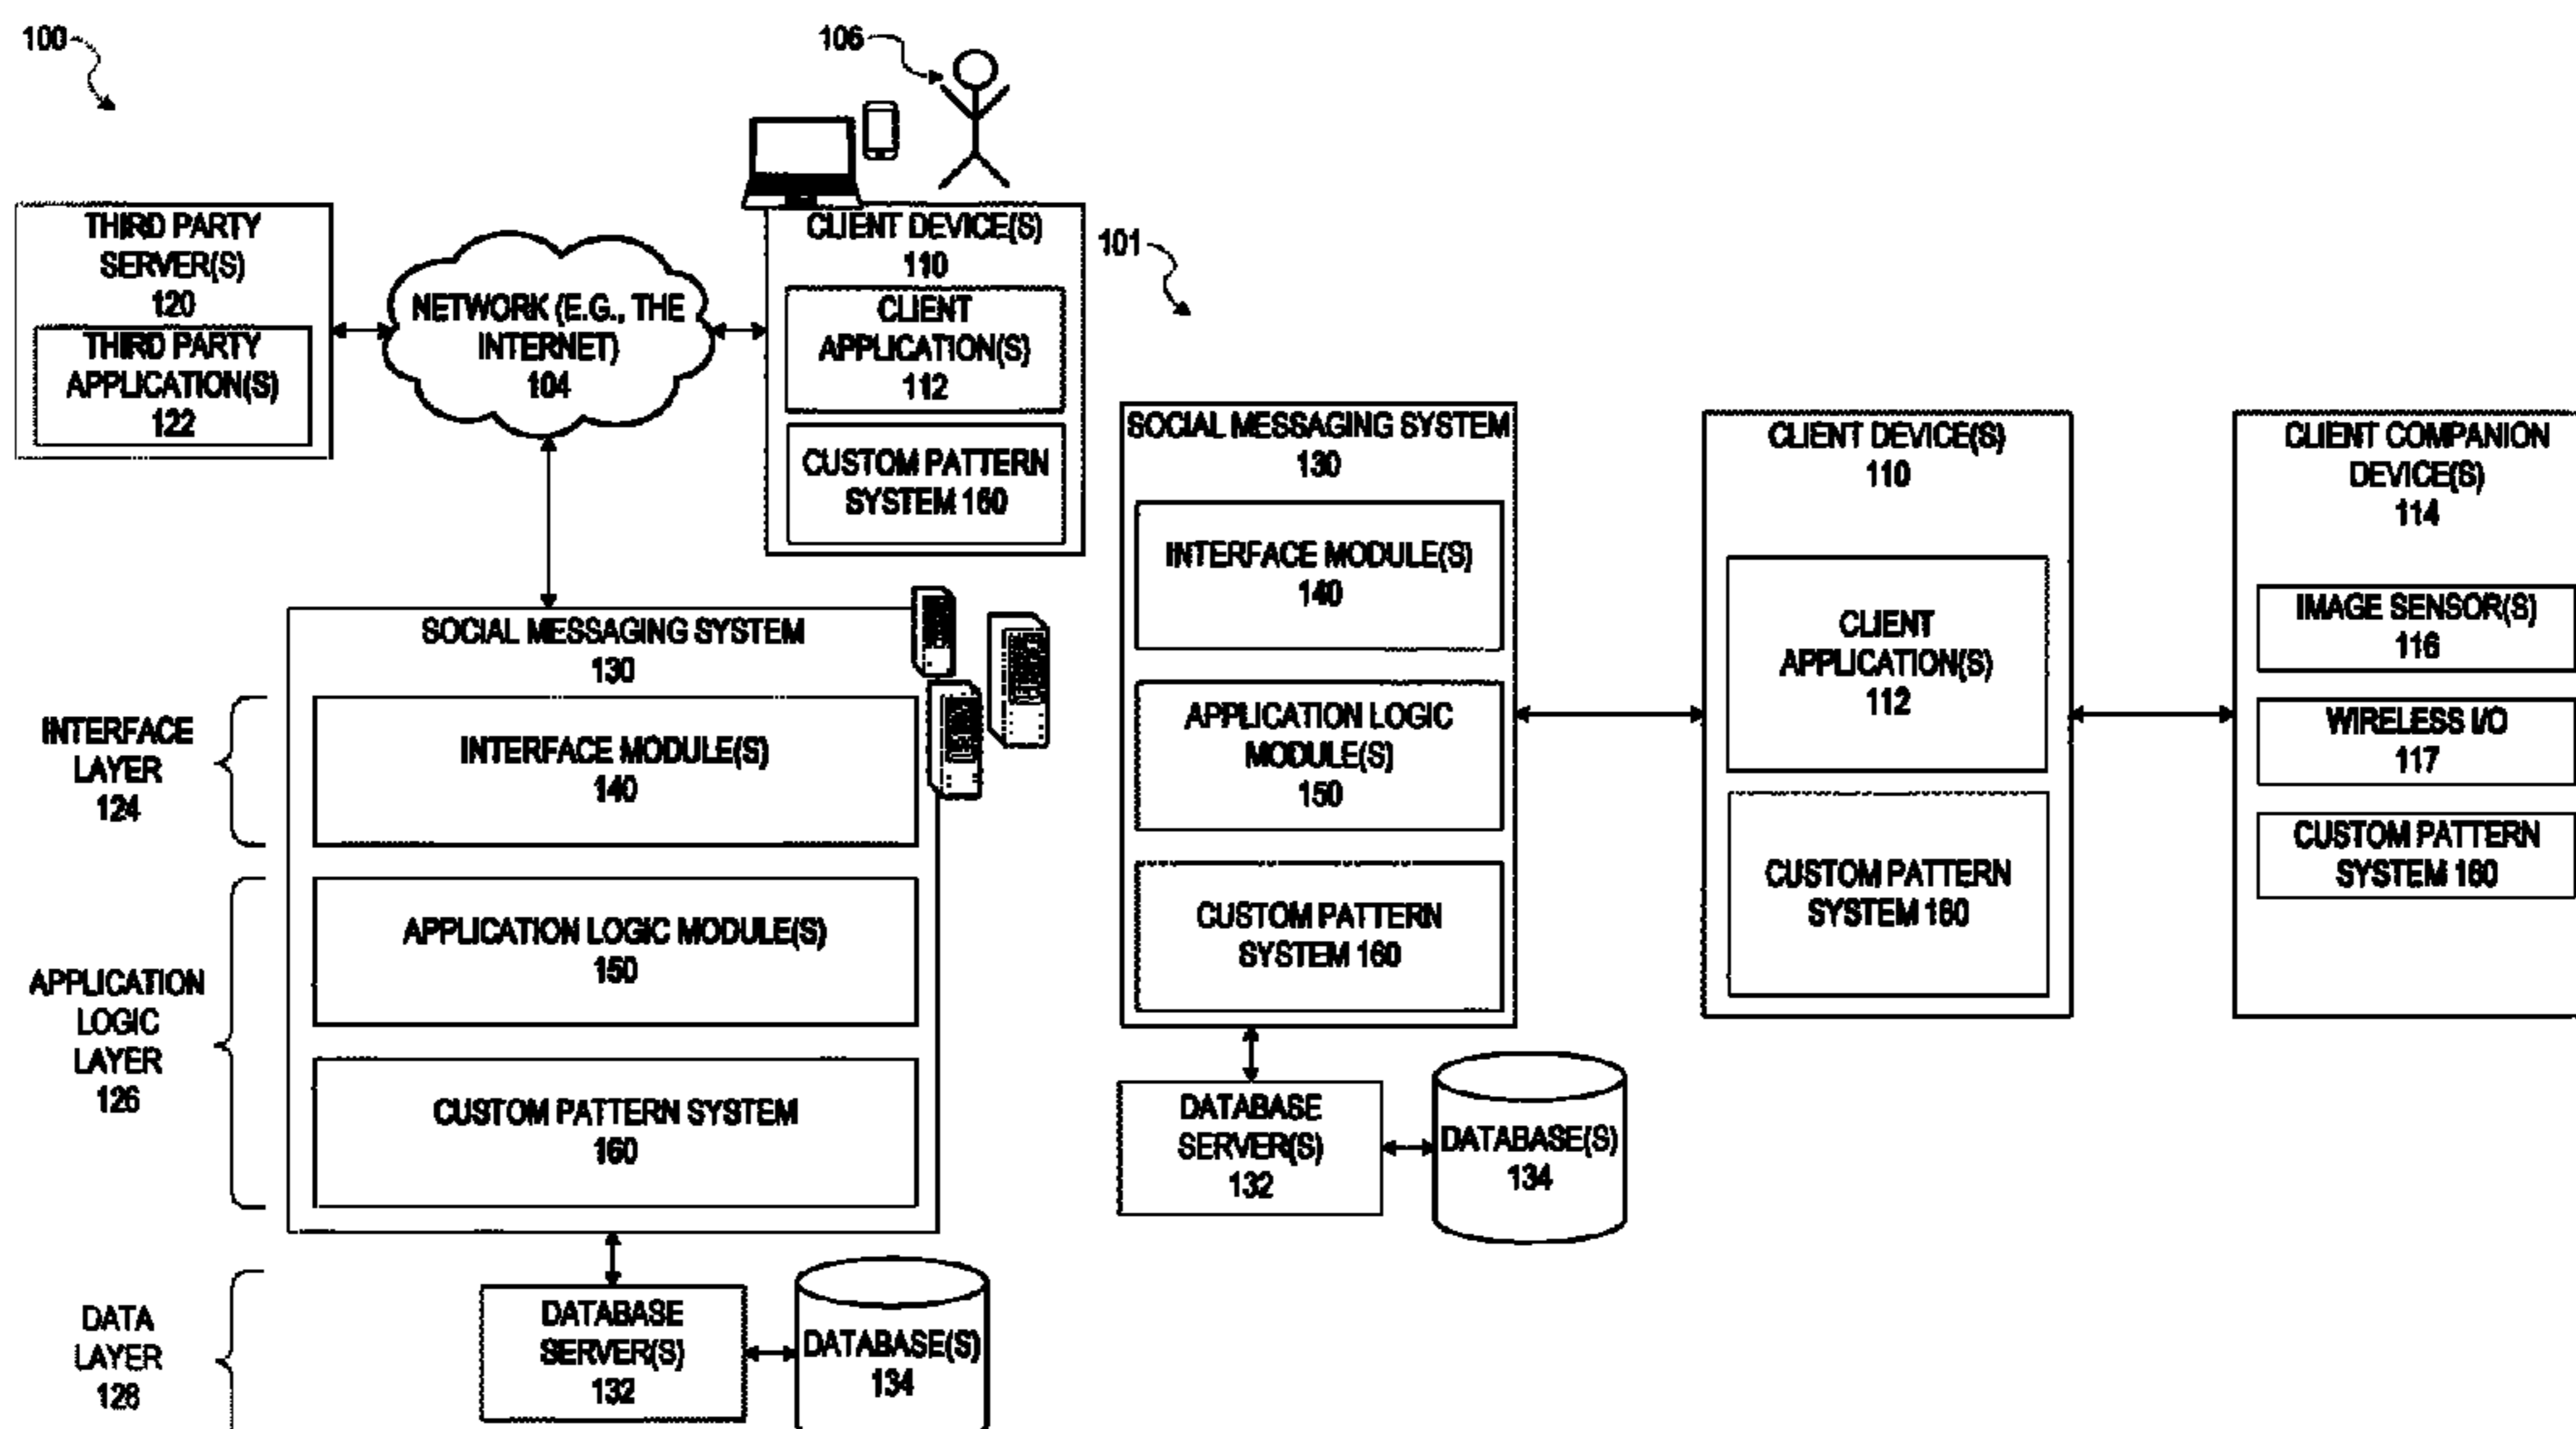 100
106
THIRD PARTY
SERVER(S)
120
THIRD PARTY
APPLICATION(S)
122
NETWORK (E.G., THE
INTERNET)
104
CLIENT DEVICE(S)
110
CLIENT
APPLICATION(S)
112
CUSTOM PATTERN
SYSTEM 160
SOCIAL MESSAGING SYSTEM
130
INTERFACE
LAYER
124
INTERFACE MODULE(S)
140
APPLICATION
LOGIC
LAYER
126
APPLICATION LOGIC MODULE(S)
150
CUSTOM PATTERN SYSTEM
160
DATA
LAYER
128
DATABASE
SERVER(S)
132
DATABASE(S)
134
101
SOCIAL MESSAGING SYSTEM
130
INTERFACE MODULE(S)
140
APPLICATION LOGIC
MODULE(S)
150
CUSTOM PATTERN
SYSTEM 160
DATABASE
SERVER(S)
132
DATABASE(S)
134
CLIENT DEVICE(S)
110
CLIENT
APPLICATION(S)
112
CUSTOM PATTERN
SYSTEM 160
CLIENT COMPANION
DEVICE(S)
114
IMAGE SENSOR(S)
116
WIRELESS I/O
117
CUSTOM PATTERN
SYSTEM 160